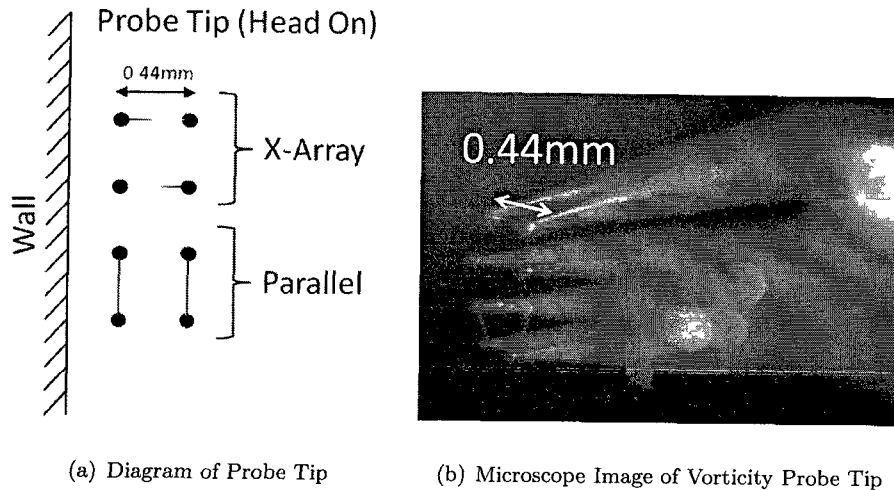 Probe Tip (Head On)
0.44mm
X-Array
Wall
Parallel
0.44mm
(a) Diagram of Probe Tip
(b) Microscope Image of Vorticity Probe Tip